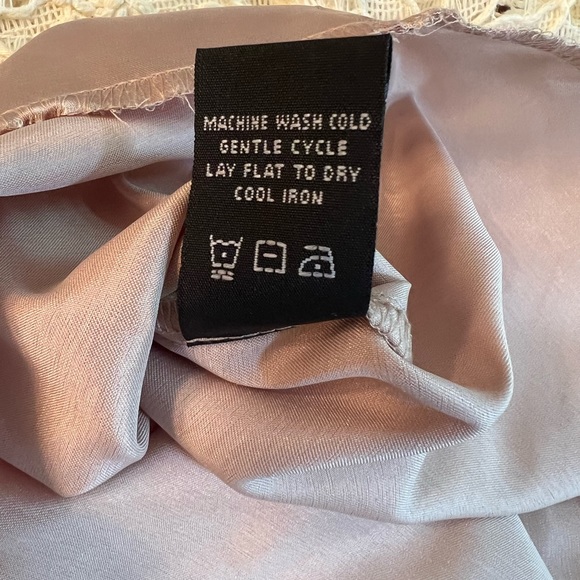 MACHINE WASH COLD
GENTLE CYCLE
LAY FLAT TO DRY
COOL IRON